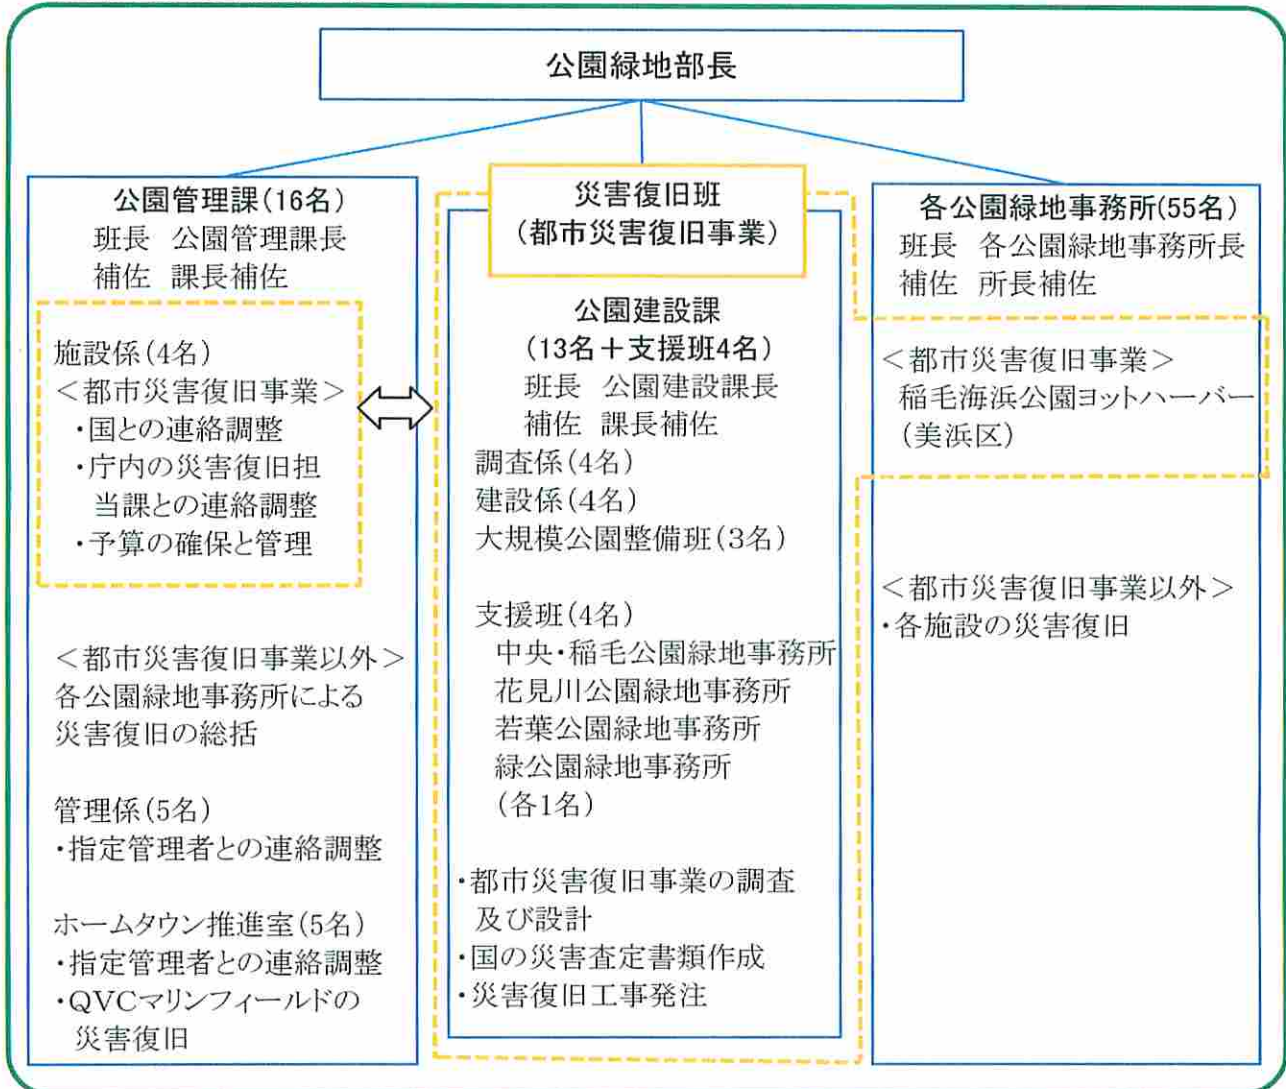 公園緑地部長
公園管理課(16名)
班長 公園管理課長
補佐 課長補佐
施設係(4名)
＜都市災害復旧事業＞
・国との連絡調整
・庁内の災害復旧担
当課との連絡調整
・予算の確保と管理
＜都市災害復旧事業以外＞
各公園緑地事務所による
災害復旧の総括
管理係(5名)
・指定管理者との連絡調整
ホームタウン推進室(5名)
・指定管理者との連絡調整
・QVCマリンフィールドの
災害復旧
災害復旧班
(都市災害復旧事業)
公園建設課
(13名＋支援班4名)
班長 公園建設課長
補佐 課長補佐
調査係(4名)
建設係(4名)
大規模公園整備班(3名)
支援班(4名)
中央・稲毛公園緑地事務所
花見川公園緑地事務所
若葉公園緑地事務所
緑公園緑地事務所
(各1名)
・都市災害復旧事業の調査
及び設計
・国の災害査定書類作成
・災害復旧工事発注
各公園緑地事務所(55名)
班長 各公園緑地事務所長
補佐 所長補佐
＜都市災害復旧事業＞
稲毛海浜公園ヨットハーバー
(美浜区)
＜都市災害復旧事業以外＞
・各施設の災害復旧